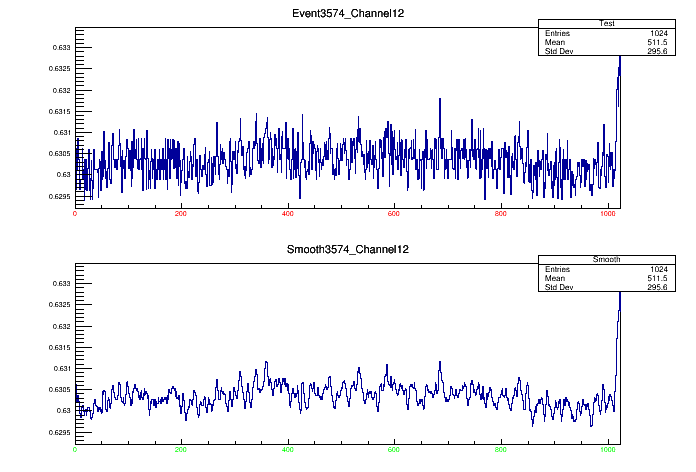 Event3574_Channel12
Test
Entries 1024
Mean 511.5
Std Dev 295.6
0.633
0.6325
0.632
0.6315
0.631
0.6305
0.63
0.6295
0 200 400 600 800 1000
Smooth3574_Channel12
Smooth
Entries 1024
Mean 511.5
Std Dev 295.6
0.633
0.6325
0.632
0.6315
0.631
0.6305
0.63
0.6295
0 200 400 600 800 1000